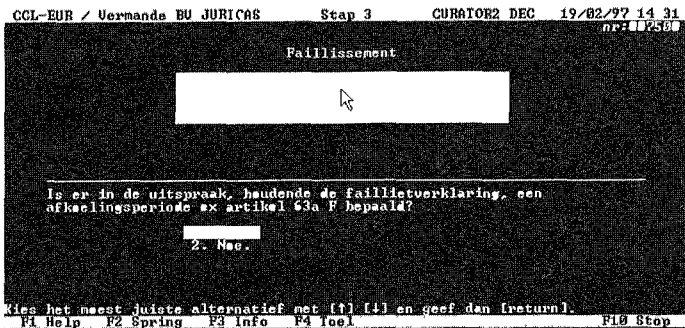 CCL-EUR / Vermande BV JURICAS Stap 3 CURATOR2 DEC 19/02/97 14 31
Faillissement
Is er in de uitspraak, houdende de faillietverklaring, een
afkoelingsperiode ex artikel 63a F bepaald?
2. Nee.
Kies het meest juiste alternatief met [↑] [↓] en geef dan [return].
F1 Help F2 Spring F3 Info F4 Toel F10 Stop